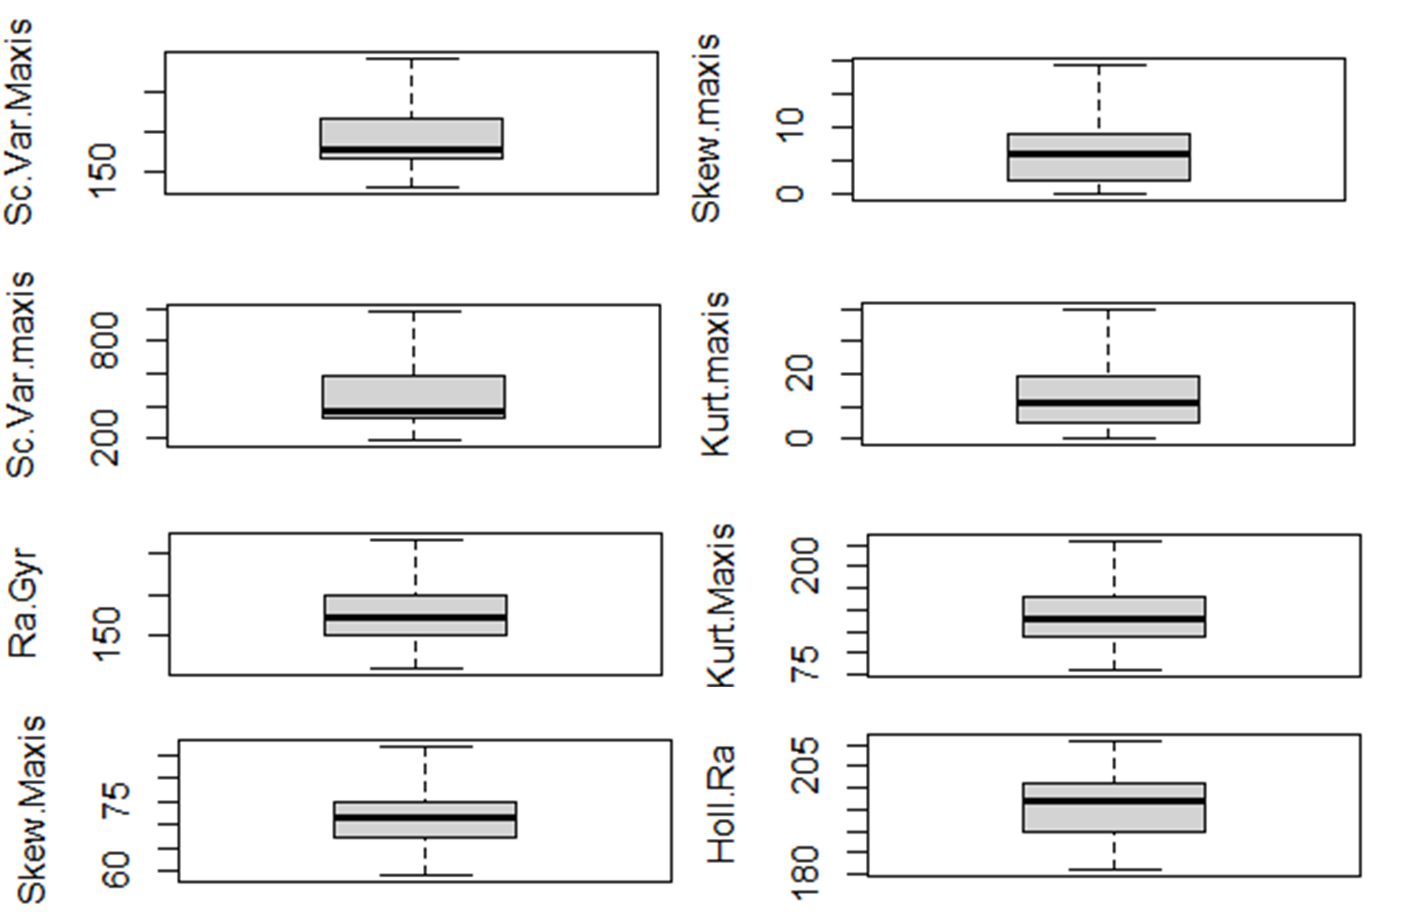 Sc.Var.Maxis
150
Skew.maxis
0
10
Sc.Var.maxis
200
800
Kurt.maxis
0
20
Ra.Gyr
150
Kurt.Maxis
75
200
Skew.Maxis
60
75
Holl.Ra
180
205